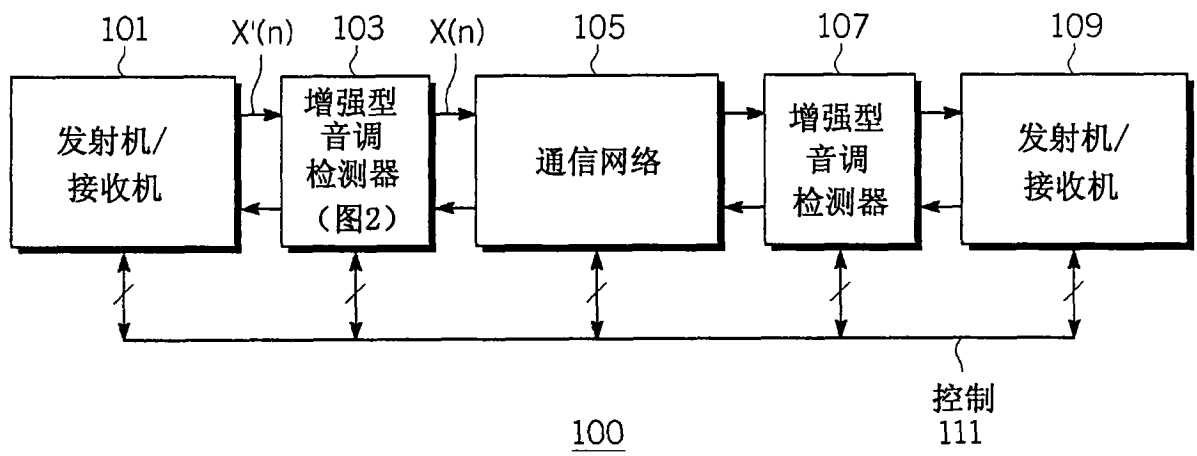 101
X'(n)
103
X(n)
105
107
109
发射机/
接收机
增强型
音调
检测器
(图2)
通信网络
增强型
音调
检测器
发射机/
接收机
控制
111
100